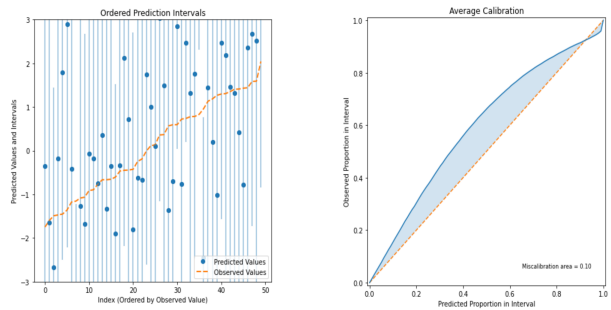 Ordered Prediction Intervals
3
2
1
0
−1
−2
−3
Predicted Values and Intervals
0
10
20
30
40
50
Index (Ordered by Observed Value)
Predicted Values
Observed Values
Average Calibration
1.0
0.8
0.6
0.4
0.2
0.0
Observed Proportion in Interval
0.0
0.2
0.4
0.6
0.8
1.0
Predicted Proportion in Interval
Miscalibration area = 0.10